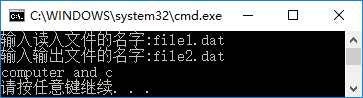 C:\WINDOWS\system32\cmd.exe
输入读入文件的名字:file1.dat
输入输出文件的名字:file2.dat
computer and c
请按任意键继续. . .